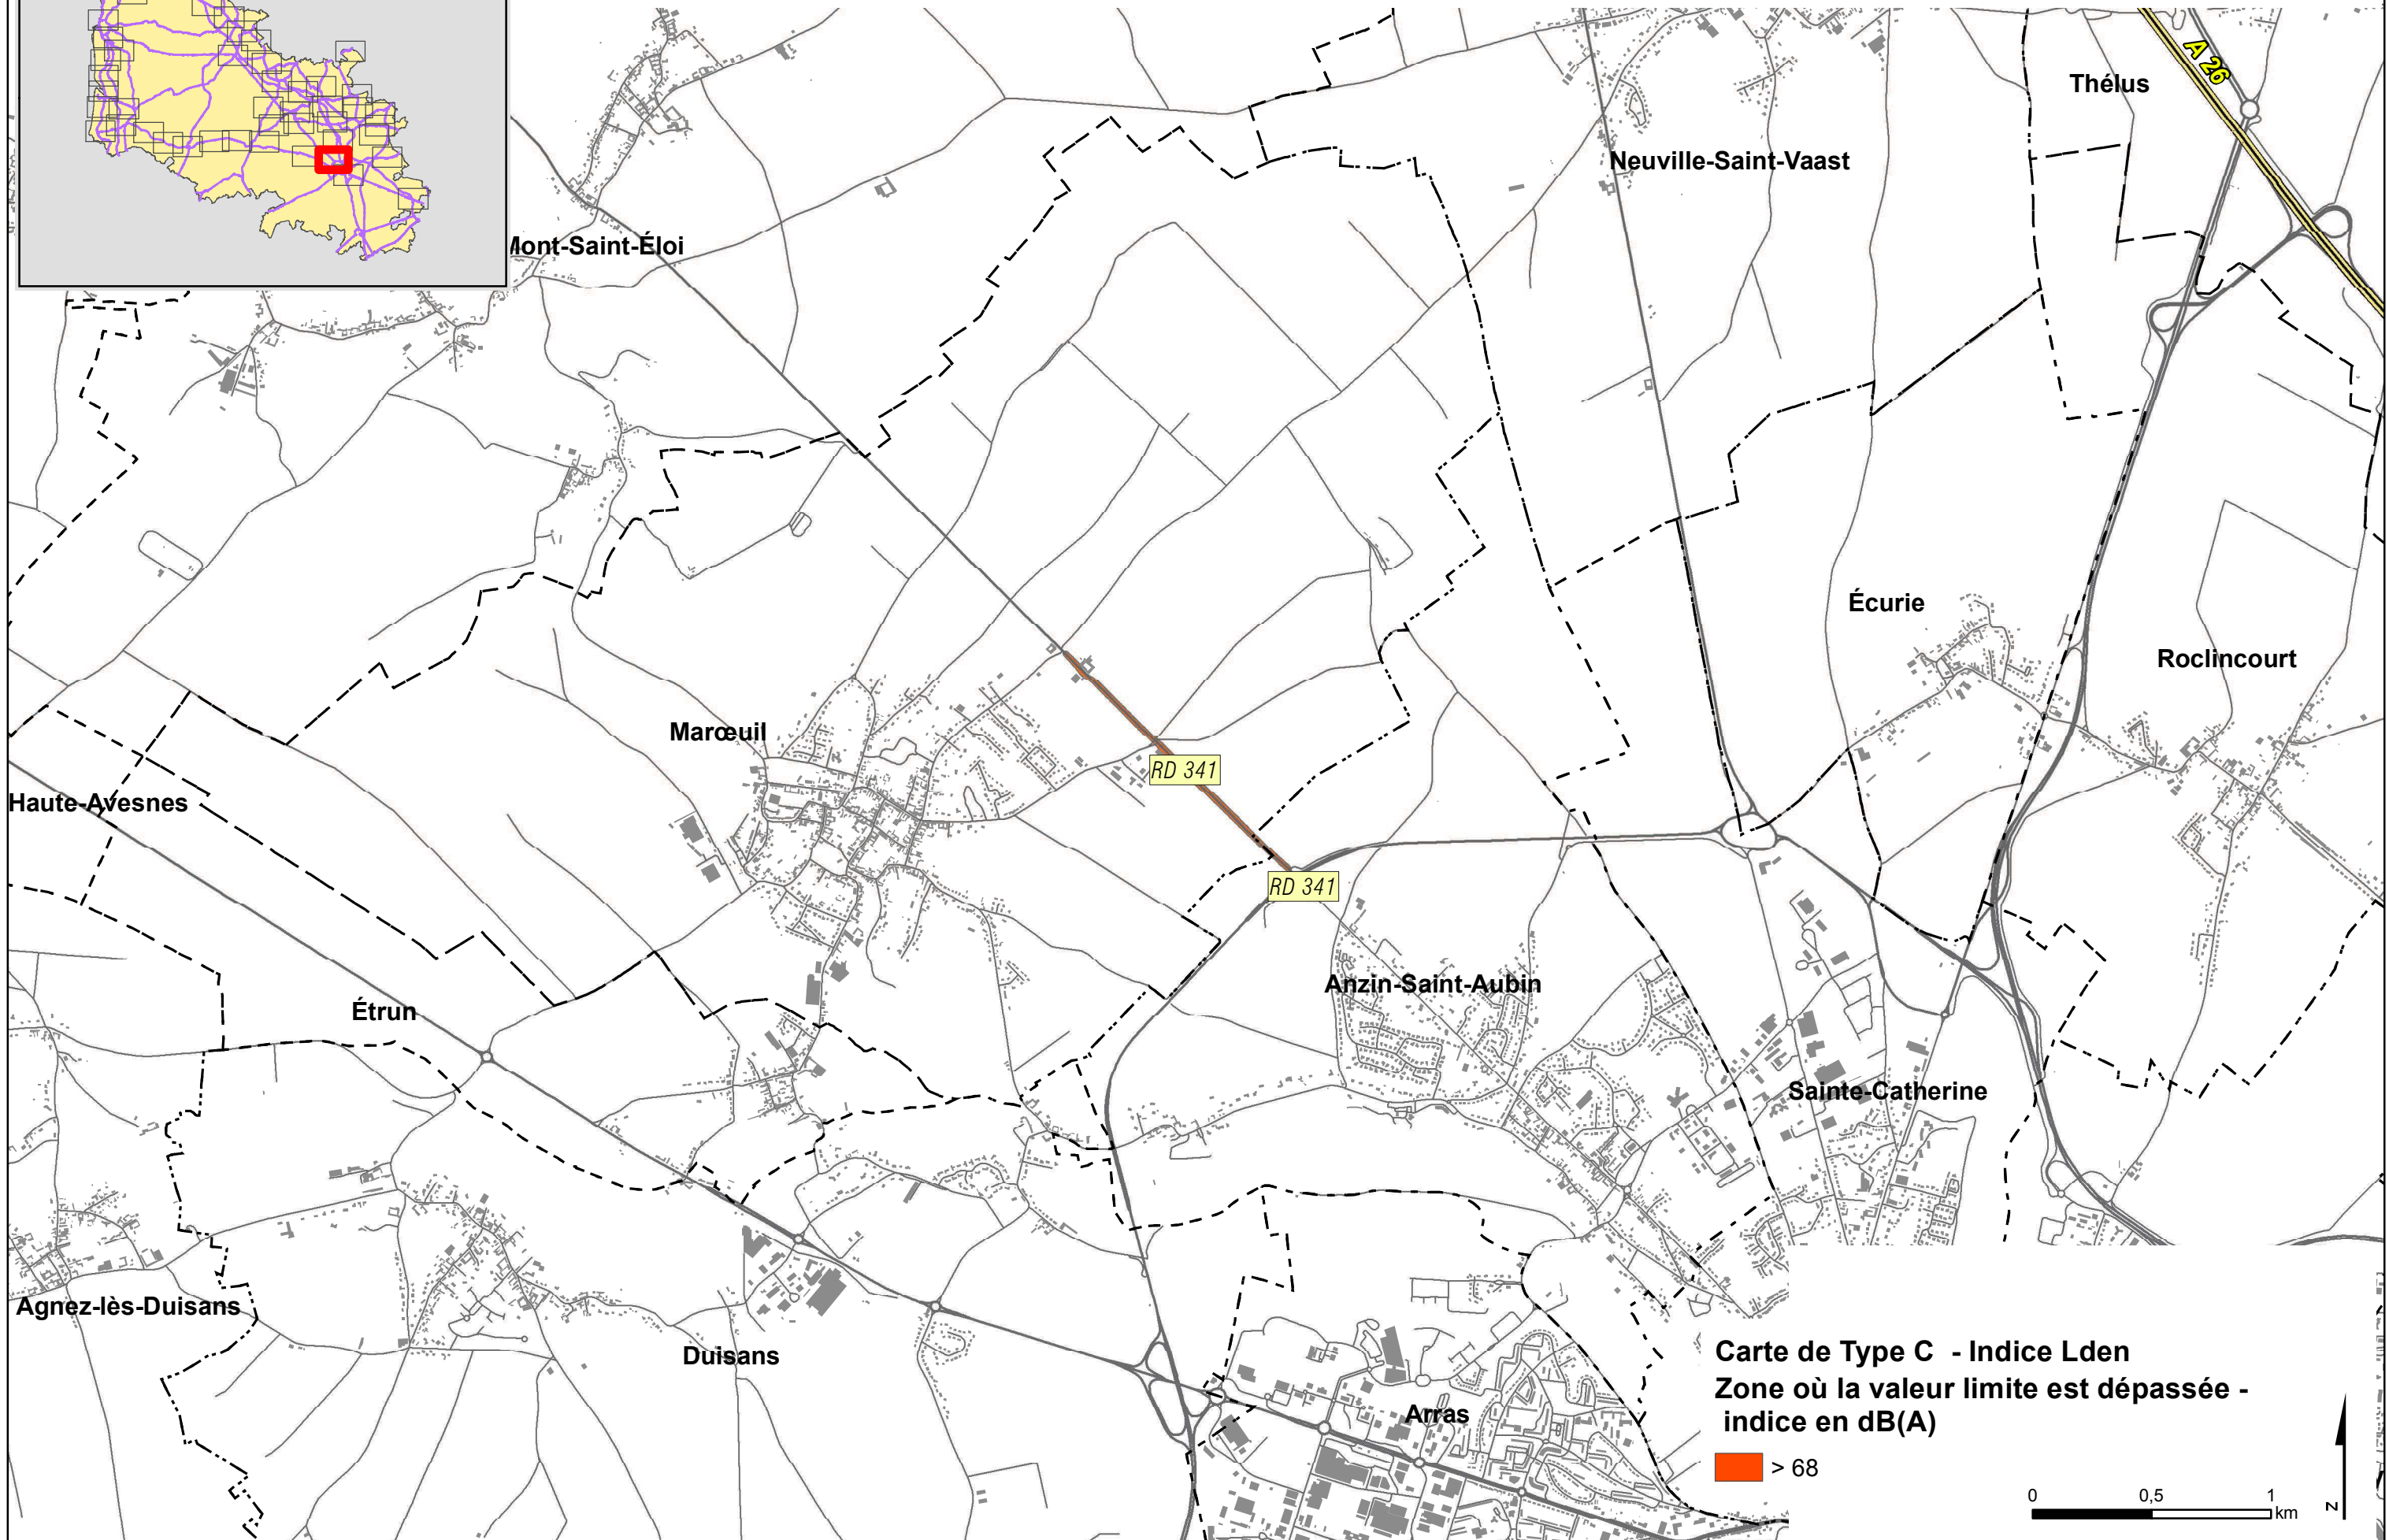 A 26
Thélus
Neuville-Saint-Vaast
Mont-Saint-Éloi
Écurie
Roclincourt
Marœuil
RD 341
Haute-Avesnes
RD 341
Anzin-Saint-Aubin
Étrun
Sainte-Catherine
Agnez-lès-Duisans
Duisans
Arras
Carte de Type C - Indice Lden
Zone où la valeur limite est dépassée -
indice en dB(A)
> 68
0 0,5 1
km
N